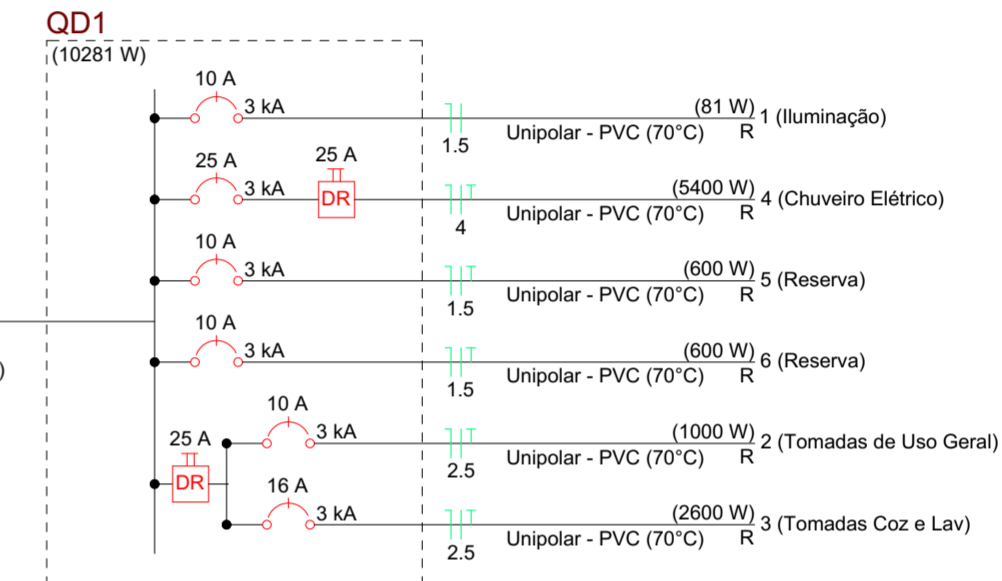 QD1
(10281 W)
10 A
3 kA
(81 W)
1 (Iluminação)
1.5
Unipolar - PVC (70°C)
R
25 A
3 kA
25 A
DR
(5400 W)
4 (Chuveiro Elétrico)
4
Unipolar - PVC (70°C)
R
10 A
3 kA
(600 W)
5 (Reserva)
1.5
Unipolar - PVC (70°C)
R
10 A
3 kA
(600 W)
6 (Reserva)
1.5
Unipolar - PVC (70°C)
R
)
25 A
DR
10 A
3 kA
(1000 W)
2 (Tomadas de Uso Geral)
2.5
Unipolar - PVC (70°C)
R
16 A
3 kA
(2600 W)
3 (Tomadas Coz e Lav)
2.5
Unipolar - PVC (70°C)
R